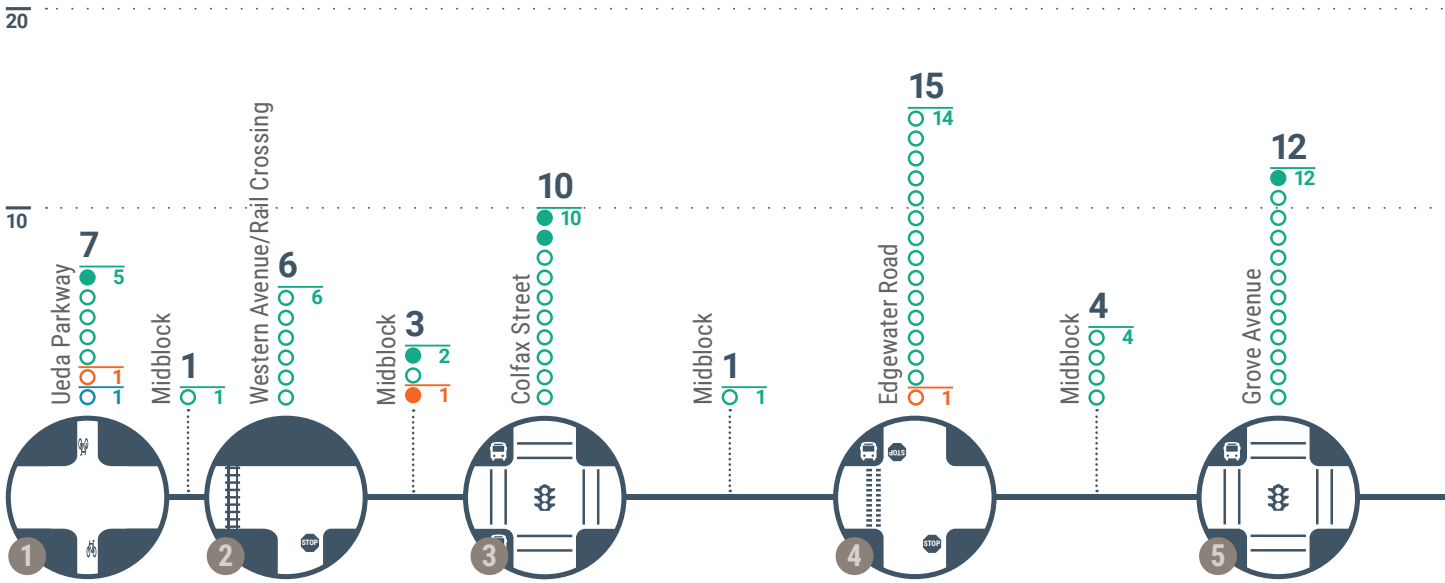 20
10
Ueda Parkway
7
5
1
1
Midblock
1
1
Western Avenue/Rail Crossing
6
6
Midblock
3
2
1
Colfax Street
10
10
Midblock
1
1
Edgewater Road
15
14
1
Midblock
4
4
Grove Avenue
12
12
1
2
STOP
3
4
STOP
STOP
5